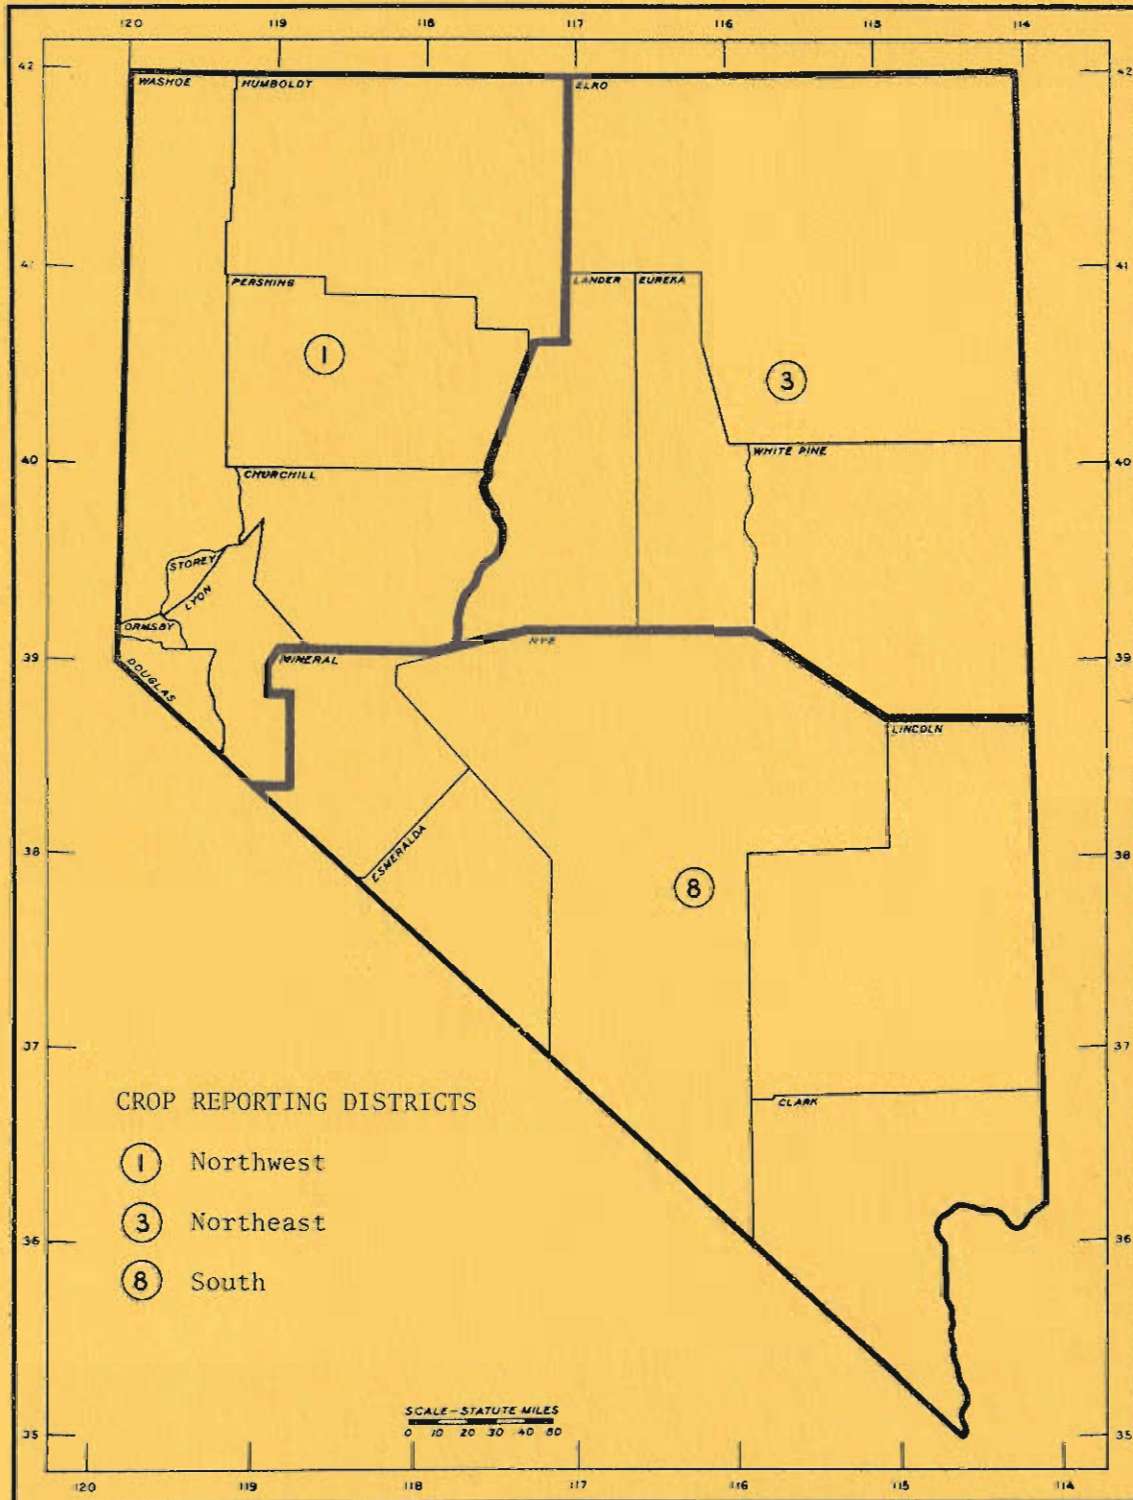 120 119 118 117 116 115 114
42 42
WASHOE HUMBOLDT ELKO
41 41
PERSHING LANDER EUREKA
1
3
40 40
CHURCHILL WHITE PINE
STOREY
LYON
ORMSBY
39 39
NYE
MINERAL
DOUGLAS
LINCOLN
38 38
ESMERALDA
8
37 37
CROP REPORTING DISTRICTS
CLARK
1 Northwest
3 Northeast
36 36
8 South
SCALE-STATUTE MILES
0 10 20 30 40 50
35 35
120 119 118 117 116 115 114